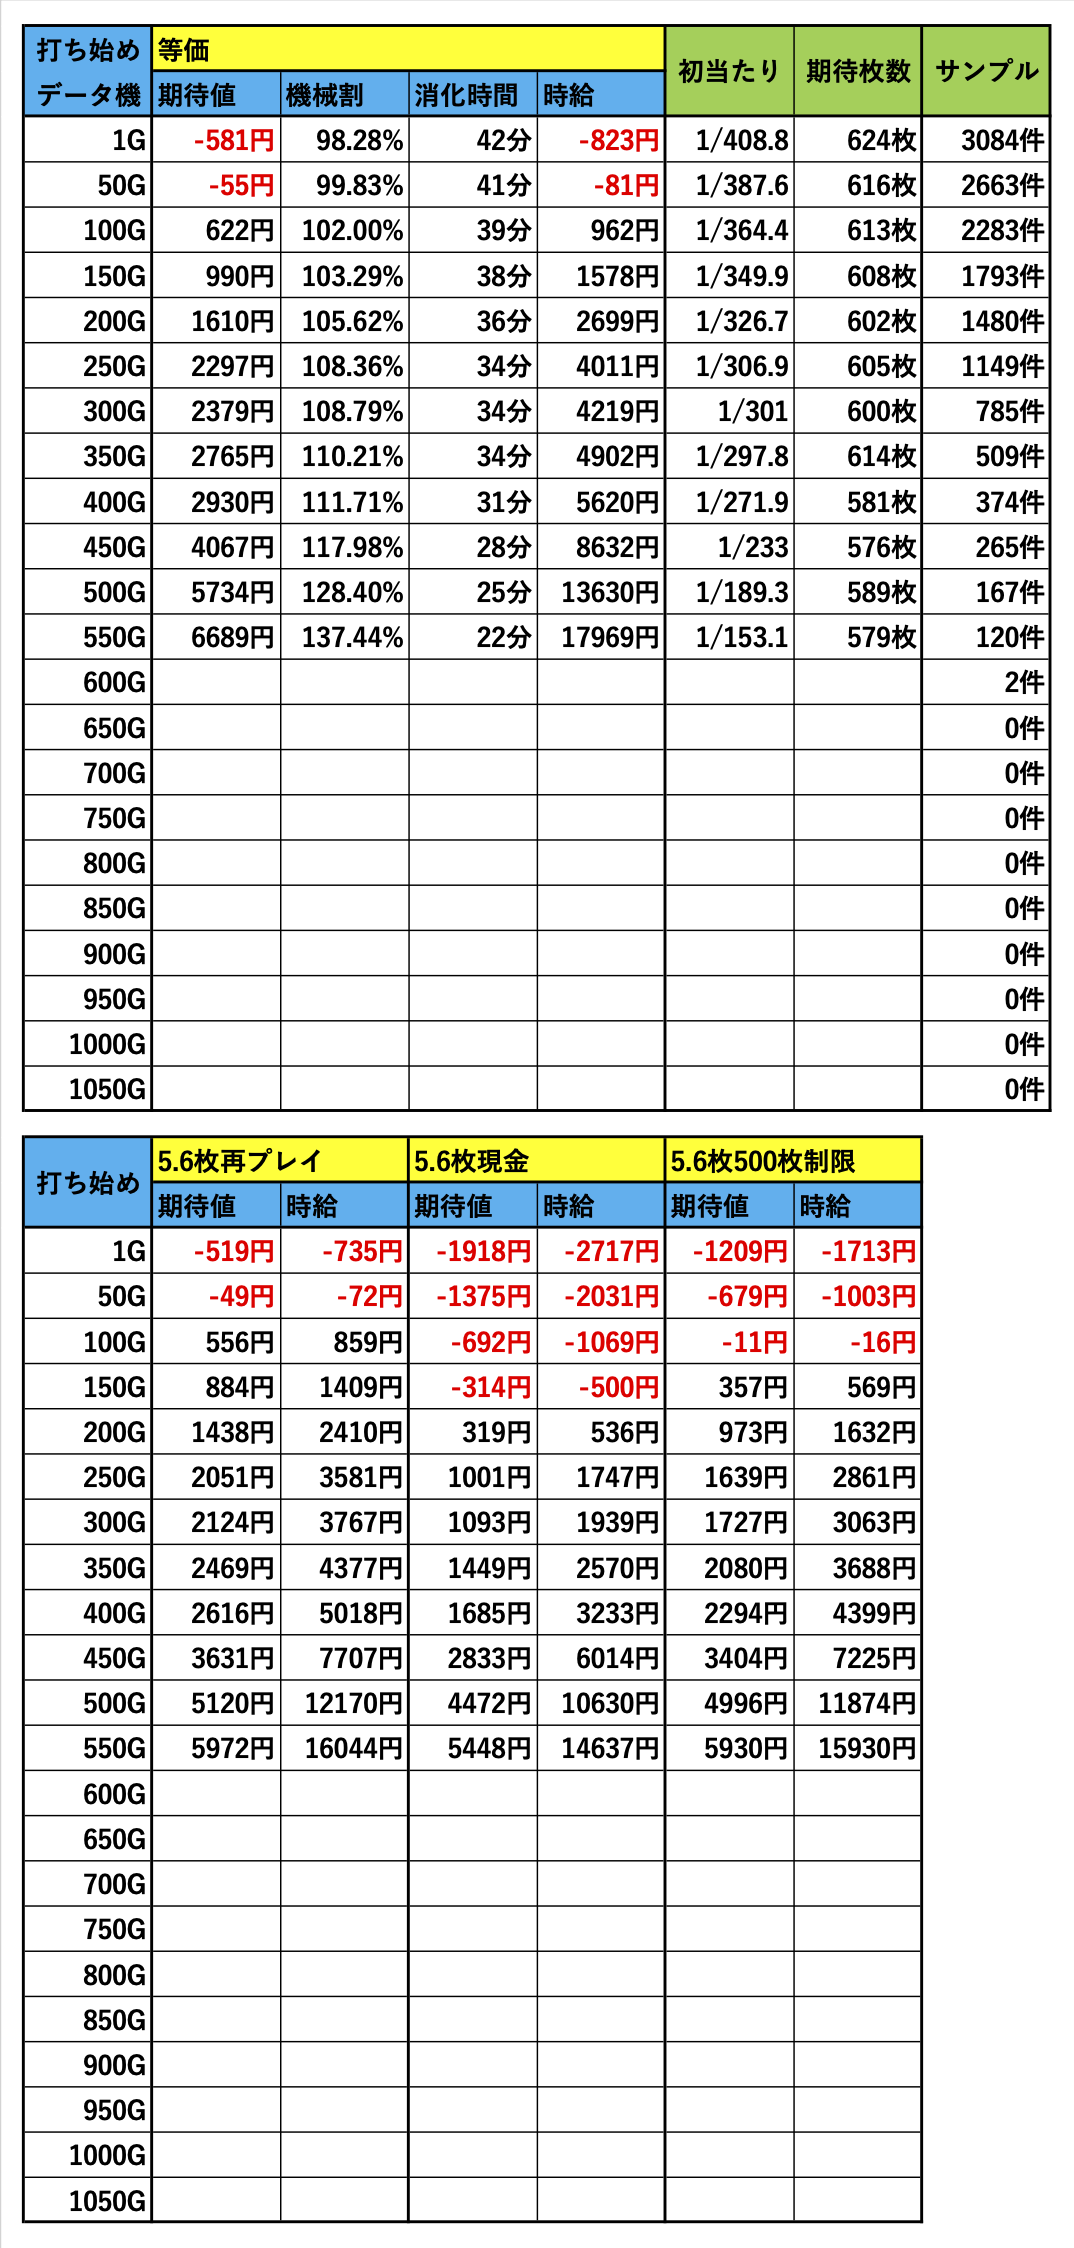 打ち始め 等価 初当たり 期待枚数 サンプル
データ機 期待値 機械割 消化時間 時給
1G -581円 98.28% 42分 -823円 1/408.8 624枚 3084件
50G -55円 99.83% 41分 -81円 1/387.6 616枚 2663件
100G 622円 102.00% 39分 962円 1/364.4 613枚 2283件
150G 990円 103.29% 38分 1578円 1/349.9 608枚 1793件
200G 1610円 105.62% 36分 2699円 1/326.7 602枚 1480件
250G 2297円 108.36% 34分 4011円 1/306.9 605枚 1149件
300G 2379円 108.79% 34分 4219円 1/301 600枚 785件
350G 2765円 110.21% 34分 4902円 1/297.8 614枚 509件
400G 2930円 111.71% 31分 5620円 1/271.9 581枚 374件
450G 4067円 117.98% 28分 8632円 1/233 576枚 265件
500G 5734円 128.40% 25分 13630円 1/189.3 589枚 167件
550G 6689円 137.44% 22分 17969円 1/153.1 579枚 120件
600G 2件
650G 0件
700G 0件
750G 0件
800G 0件
850G 0件
900G 0件
950G 0件
1000G 0件
1050G 0件
打ち始め 5.6枚再プレイ 5.6枚現金 5.6枚500枚制限
期待値 時給 期待値 時給 期待値 時給
1G -519円 -735円 -1918円 -2717円 -1209円 -1713円
50G -49円 -72円 -1375円 -2031円 -679円 -1003円
100G 556円 859円 -692円 -1069円 -11円 -16円
150G 884円 1409円 -314円 -500円 357円 569円
200G 1438円 2410円 319円 536円 973円 1632円
250G 2051円 3581円 1001円 1747円 1639円 2861円
300G 2124円 3767円 1093円 1939円 1727円 3063円
350G 2469円 4377円 1449円 2570円 2080円 3688円
400G 2616円 5018円 1685円 3233円 2294円 4399円
450G 3631円 7707円 2833円 6014円 3404円 7225円
500G 5120円 12170円 4472円 10630円 4996円 11874円
550G 5972円 16044円 5448円 14637円 5930円 15930円
600G
650G
700G
750G
800G
850G
900G
950G
1000G
1050G